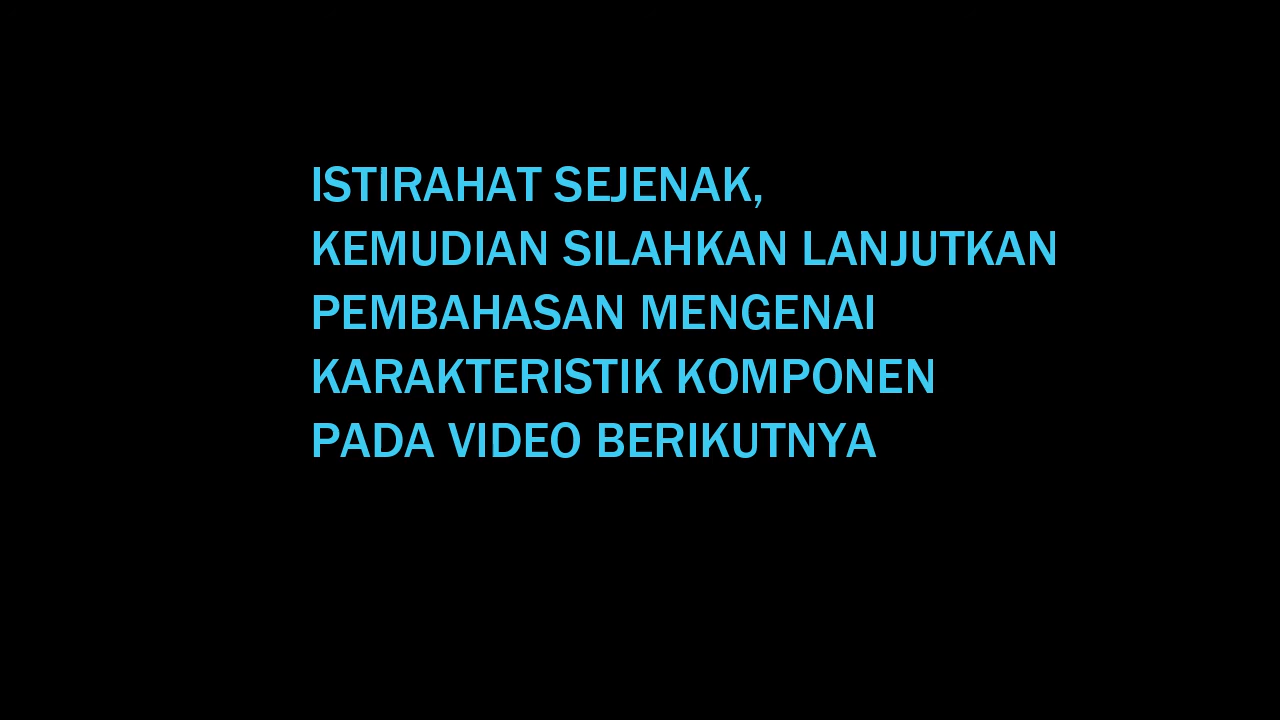 ISTIRAHAT SEJENAK,
KEMUDIAN SILAHKAN LANJUTKAN
PEMBAHASAN MENGENAI
KARAKTERISTIK KOMPONEN
PADA VIDEO BERIKUTNYA